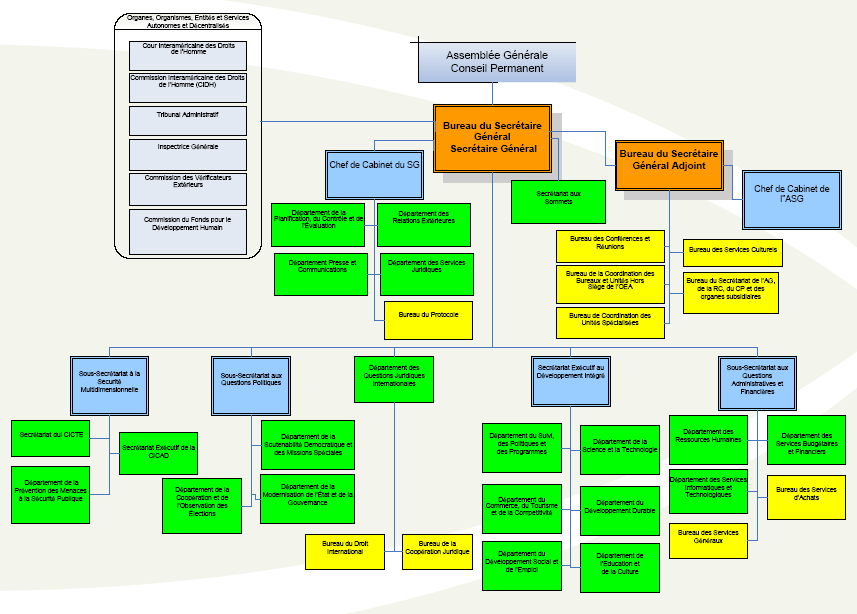 Organes, Organismes, Entités et Services
Autonomes et Décentralisés
Cour Interaméricaine des Droits
de l'Homme
Commission Interaméricaine des Droits
de l'Homme (CIDH)
Tribunal Administratif
Inspectrice Générale
Commission des Vérificateurs
Extérieurs
Commission du Fonds pour le
Développement Humain
Assemblée Générale
Conseil Permanent
Bureau du Secrétaire
Général
Secrétaire Général
Bureau du Secrétaire
Général Adjoint
Chef de Cabinet du SG
Chef de Cabinet de
l"ASG
Secrétariat aux
Sommets
Département de la
Planification, du Contrôle et de
l'Évaluation
Département des
Relations Extérieures
Département Presse et
Communications
Département des Services
Juridiques
Bureau du Protocole
Bureau des Conférences et
Réunions
Bureau des Services Culturels
Bureau de la Coordination des
Bureaux et Unités Hors
Siège de l'OEA
Bureau du Secrétariat de l'AG,
de la RC, du CP et des
organes subsidiaires
Bureau de Coordination des
Unités Spécialisées
Sous-Secrétariat à la
Securité
Multidimensionnelle
Sous-Secrétariat aux
Questions Politiques
Département des
Questions Juridiques
Internationales
Secrétariat Exécutif au
Développement Intégré
Sous-Secrétariat aux
Questions
Administratives et
Financières
Secrétariat du CICTE
Secrétariat Exécutif de la
CICAD
Département de la
Prévention des Menaces
à la Sécurité Publique
Département de la
Soutenabilité Démocratique et
des Missions Spéciales
Département de la
Coopération et de
l'Observation des
Élections
Département de la
Modernisation de l'État et de la
Gouvernance
Bureau du Droit
International
Bureau de la
Coopération Juridique
Département du SuM,
des Politiques et
des Programmes
Département de la
Science et la Technologie
Département du
Commerce, du Tourisme
et de la Competitivité
Département du
Développement Durable
Département du
Développement Social et
de l'Emploi
Département de
l'Education et
de la Culture
Département des
Ressources Humaines
Département des
Services Budgétaires
et Financiers
Département des Services
Informatiques et
Technologiques
Bureau des Services
d'Achats
Bureau des Services
Généraux